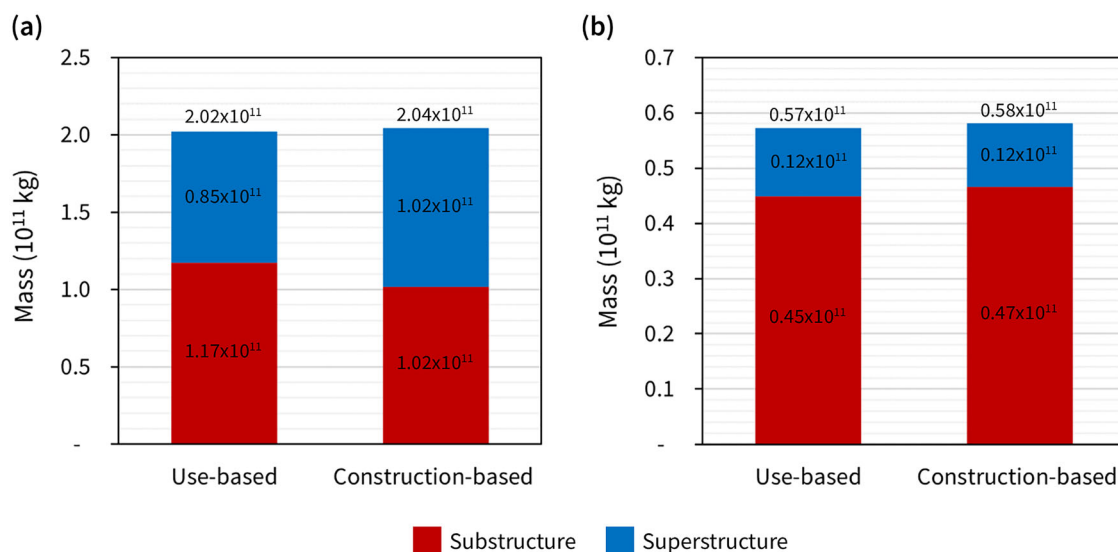 (a)
Mass (10¹¹ kg)
2.5
2.0
1.5
1.0
0.5
-
2.02x10¹¹
0.85x10¹¹
1.17x10¹¹
2.04x10¹¹
1.02x10¹¹
1.02x10¹¹
Use-based
Construction-based
(b)
Mass (10¹¹ kg)
0.7
0.6
0.5
0.4
0.3
0.2
0.1
-
0.57x10¹¹
0.12x10¹¹
0.45x10¹¹
0.58x10¹¹
0.12x10¹¹
0.47x10¹¹
Use-based
Construction-based
Substructure
Superstructure